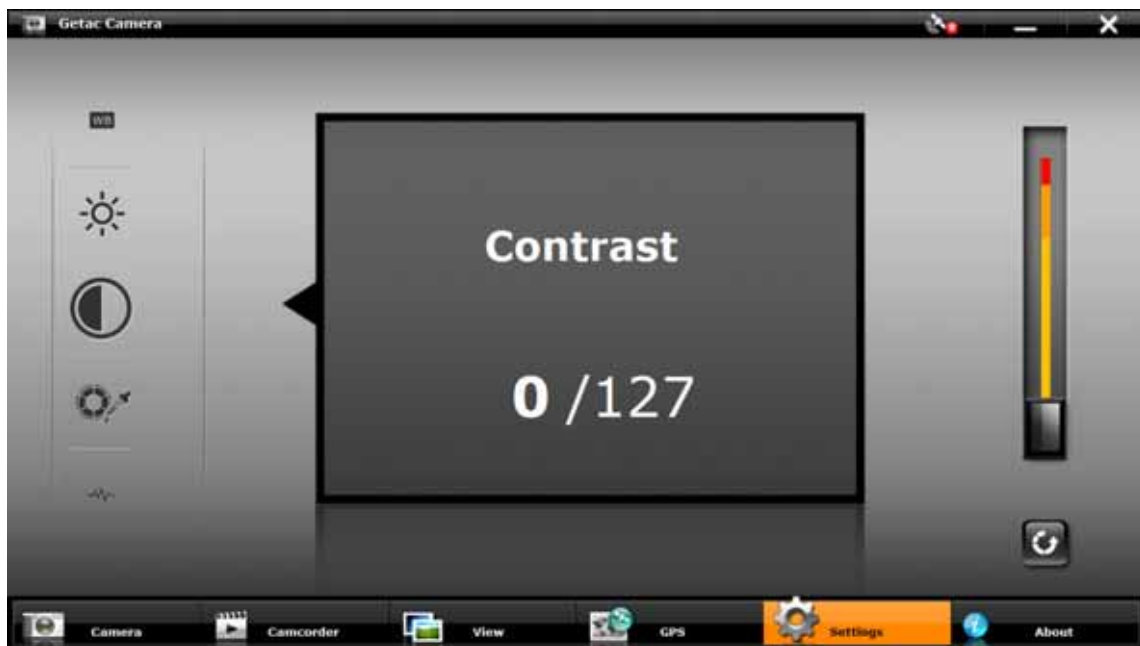 Getac Camera
WB
Contrast
0 /127
Camera
Camcorder
View
GPS
Settings
About